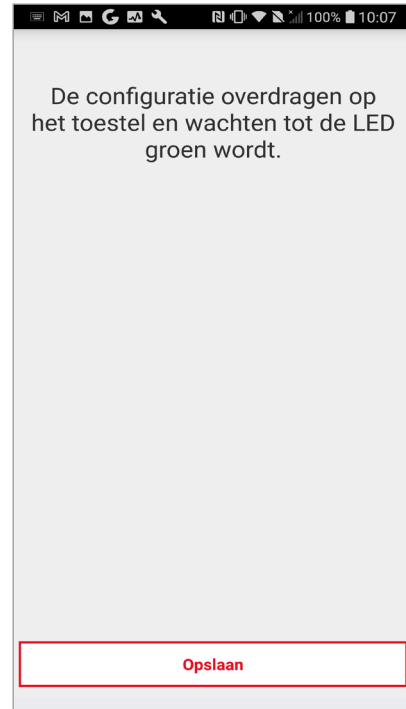 100% 10:07
De configuratie overdragen op
het toestel en wachten tot de LED
groen wordt.
Opslaan